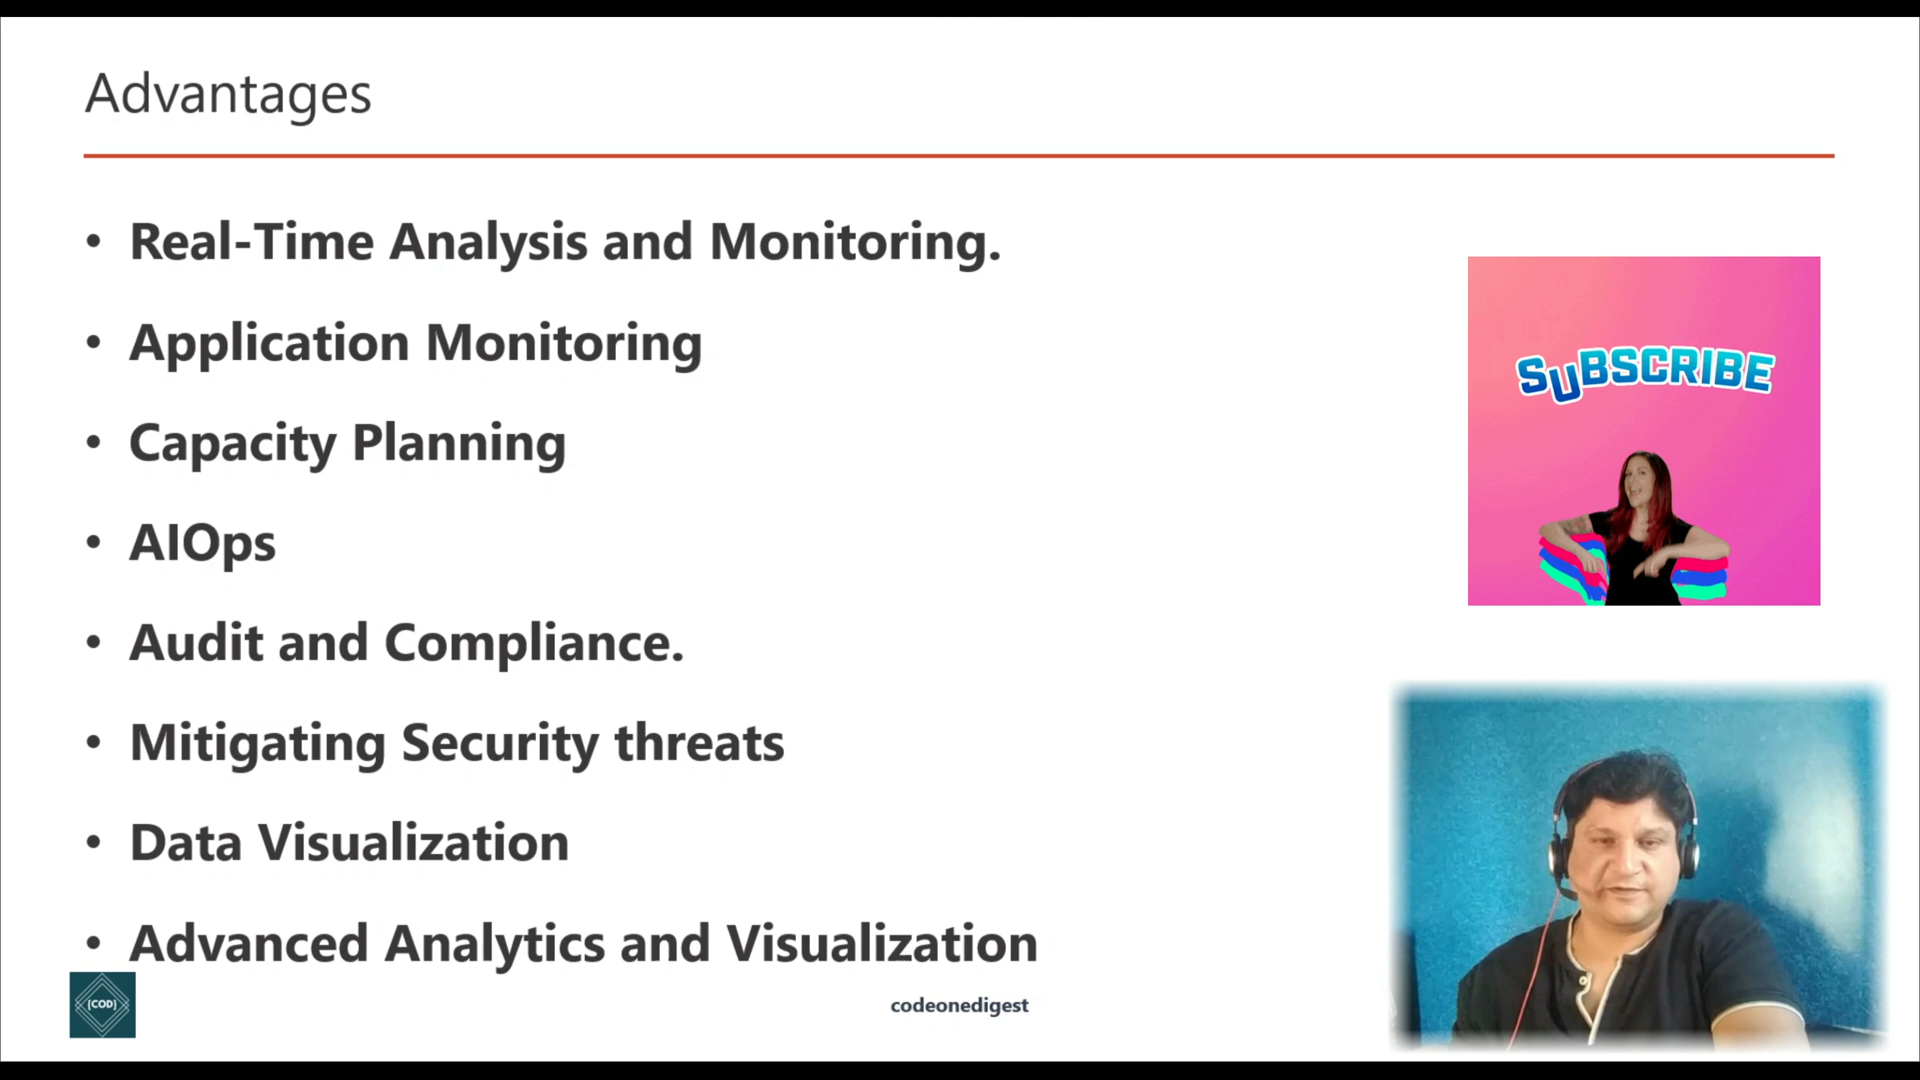 Advantages
• Real-Time Analysis and Monitoring.
• Application Monitoring
• Capacity Planning
• AIOps
• Audit and Compliance.
• Mitigating Security threats
• Data Visualization
• Advanced Analytics and Visualization
SUBSCRIBE
{COD}
codeonedigest